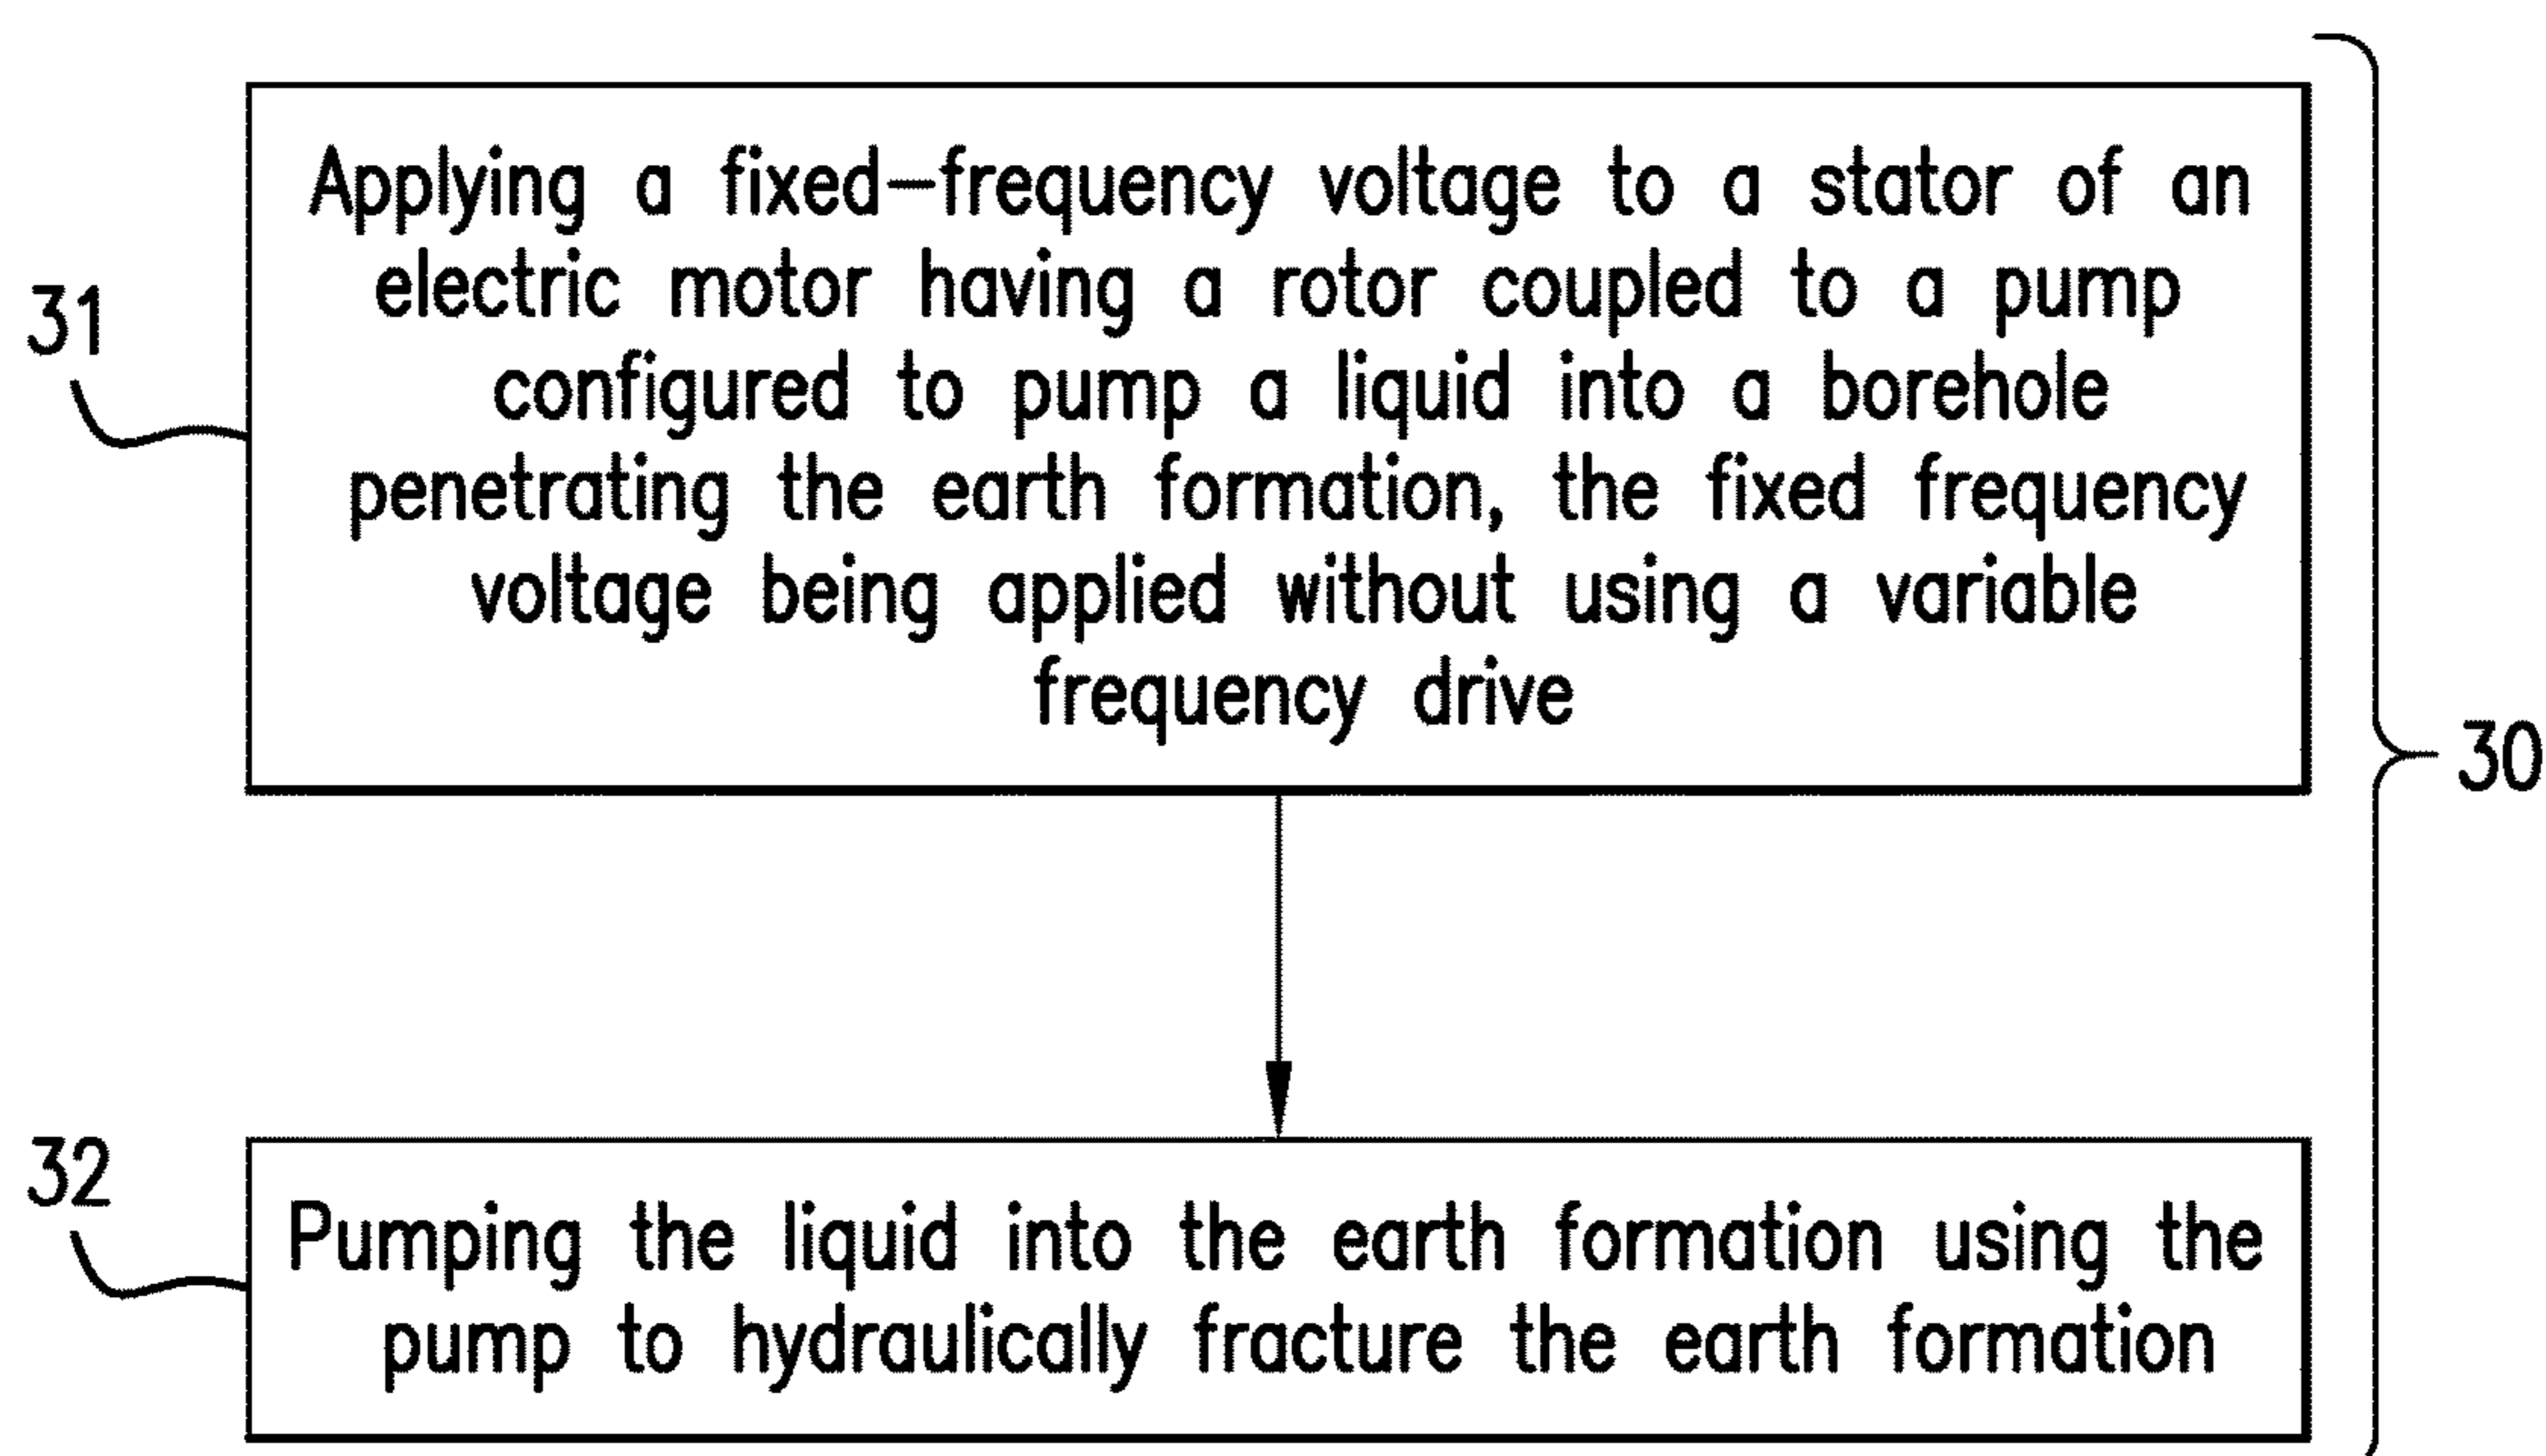 Applying a fixed-frequency voltage to a stator of an
electric motor having a rotor coupled to a pump
configured to pump a liquid into a borehole
penetrating the earth formation, the fixed frequency
voltage being applied without using a variable
frequency drive
31
30
32
Pumping the liquid into the earth formation using the
pump to hydraulically fracture the earth formation